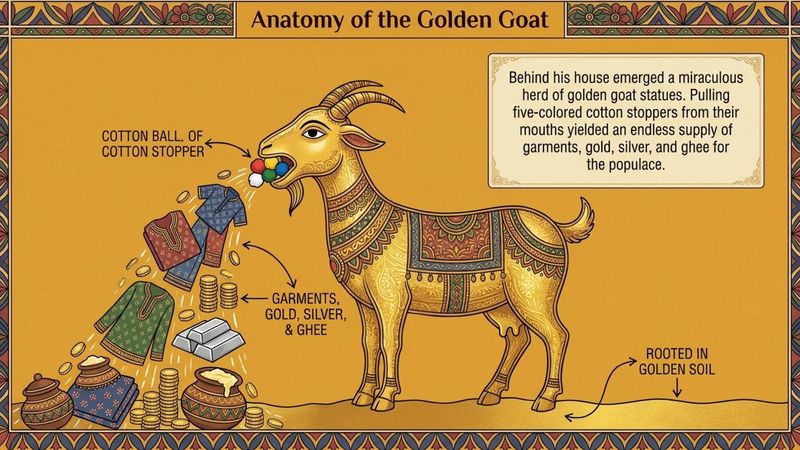 Anatomy of the Golden Goat
Behind his house emerged a miraculous
herd of golden goat statues. Pulling
five-colored cotton stoppers from their
mouths yielded an endless supply of
garments, gold, silver, and ghee for
the populace.
COTTON BALL. OF
COTTON STOPPER
GARMENTS,
GOLD, SILVER,
& GHEE
ROOTED IN
GOLDEN SOIL